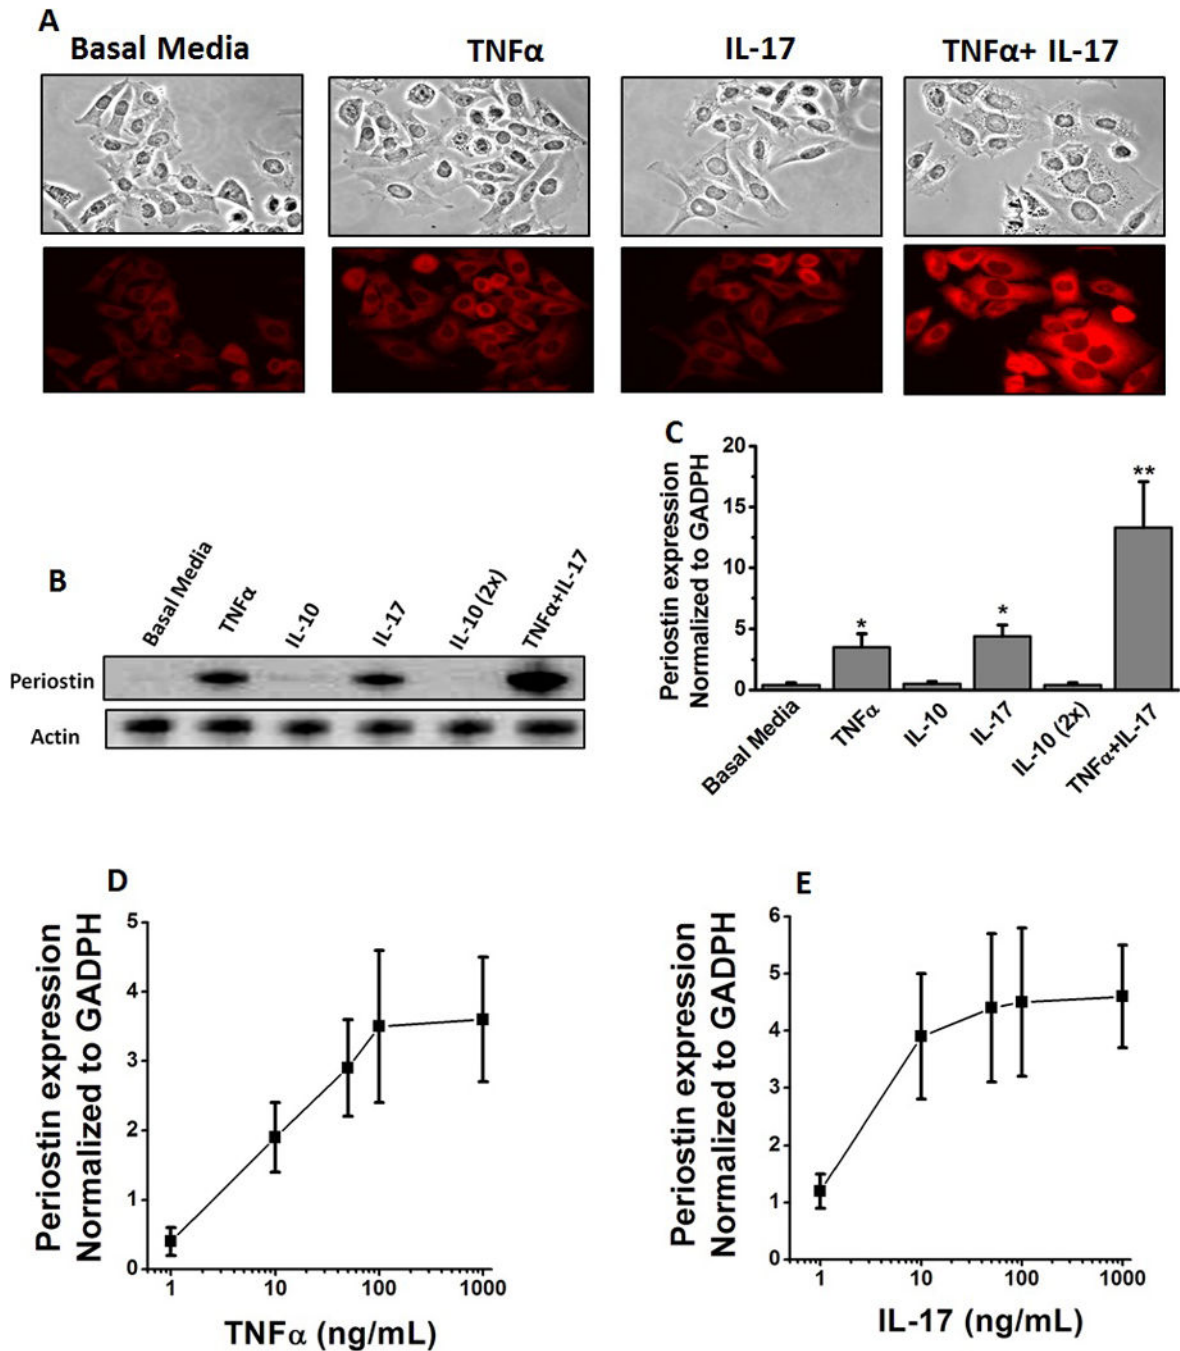 A
Basal Media
TNFα
IL-17
TNFα+ IL-17
B
Basal Media
TNFα
IL-10
IL-17
IL-10 (2x)
TNFα+IL-17
Periostin
Actin
C
Periostin expression
Normalized to GADPH
20
15
10
5
0
*
*
**
Basal Media
TNFα
IL-10
IL-17
IL-10 (2x)
TNFα+IL-17
D
Periostin expression
Normalized to GADPH
5
4
3
2
1
0
1
10
100
1000
TNFα (ng/mL)
E
Periostin expression
Normalized to GADPH
6
5
4
3
2
1
0
1
10
100
1000
IL-17 (ng/mL)